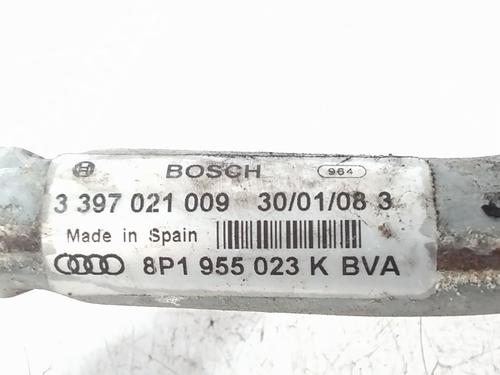 BOSCH 964
3 397 021 009 30/01/08 3
Made in Spain
8P1 955 023 K BVA